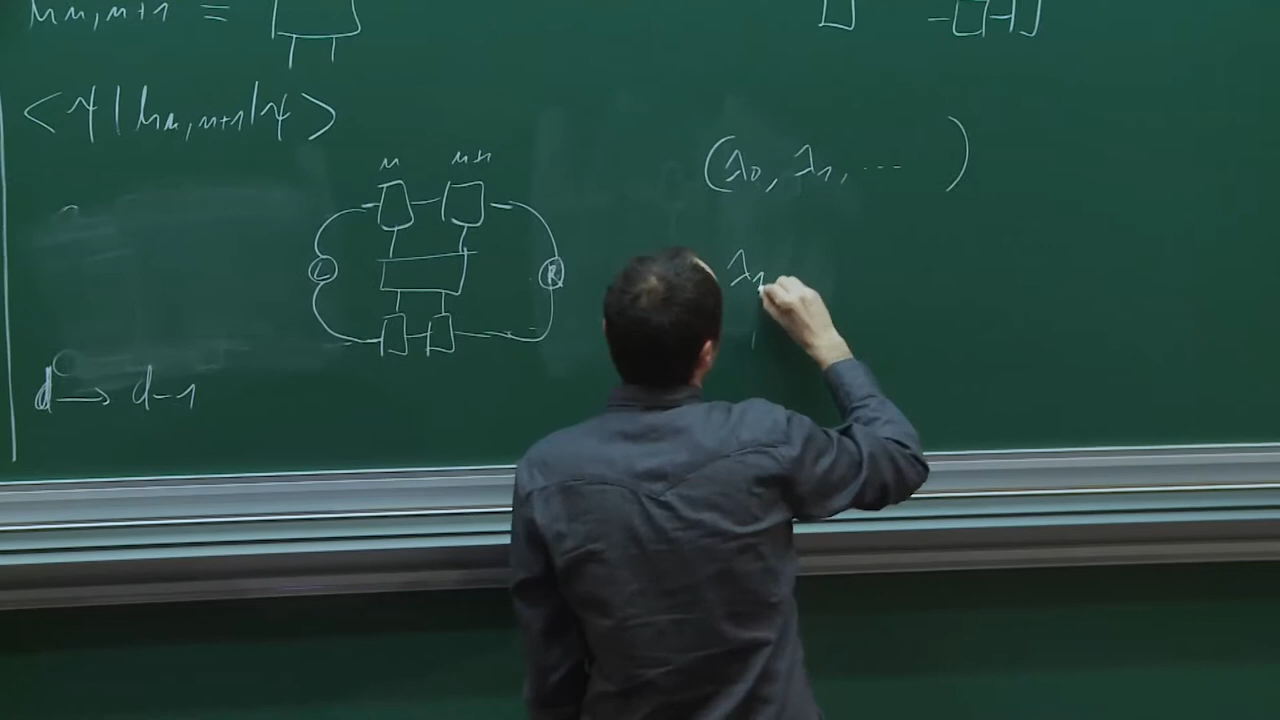 h_{n,n+1} =
<ψ|h_{n,n+1}|ψ>
n n+1
L R
d → d-1
(λ₀, λ₁, ... )
λ₁